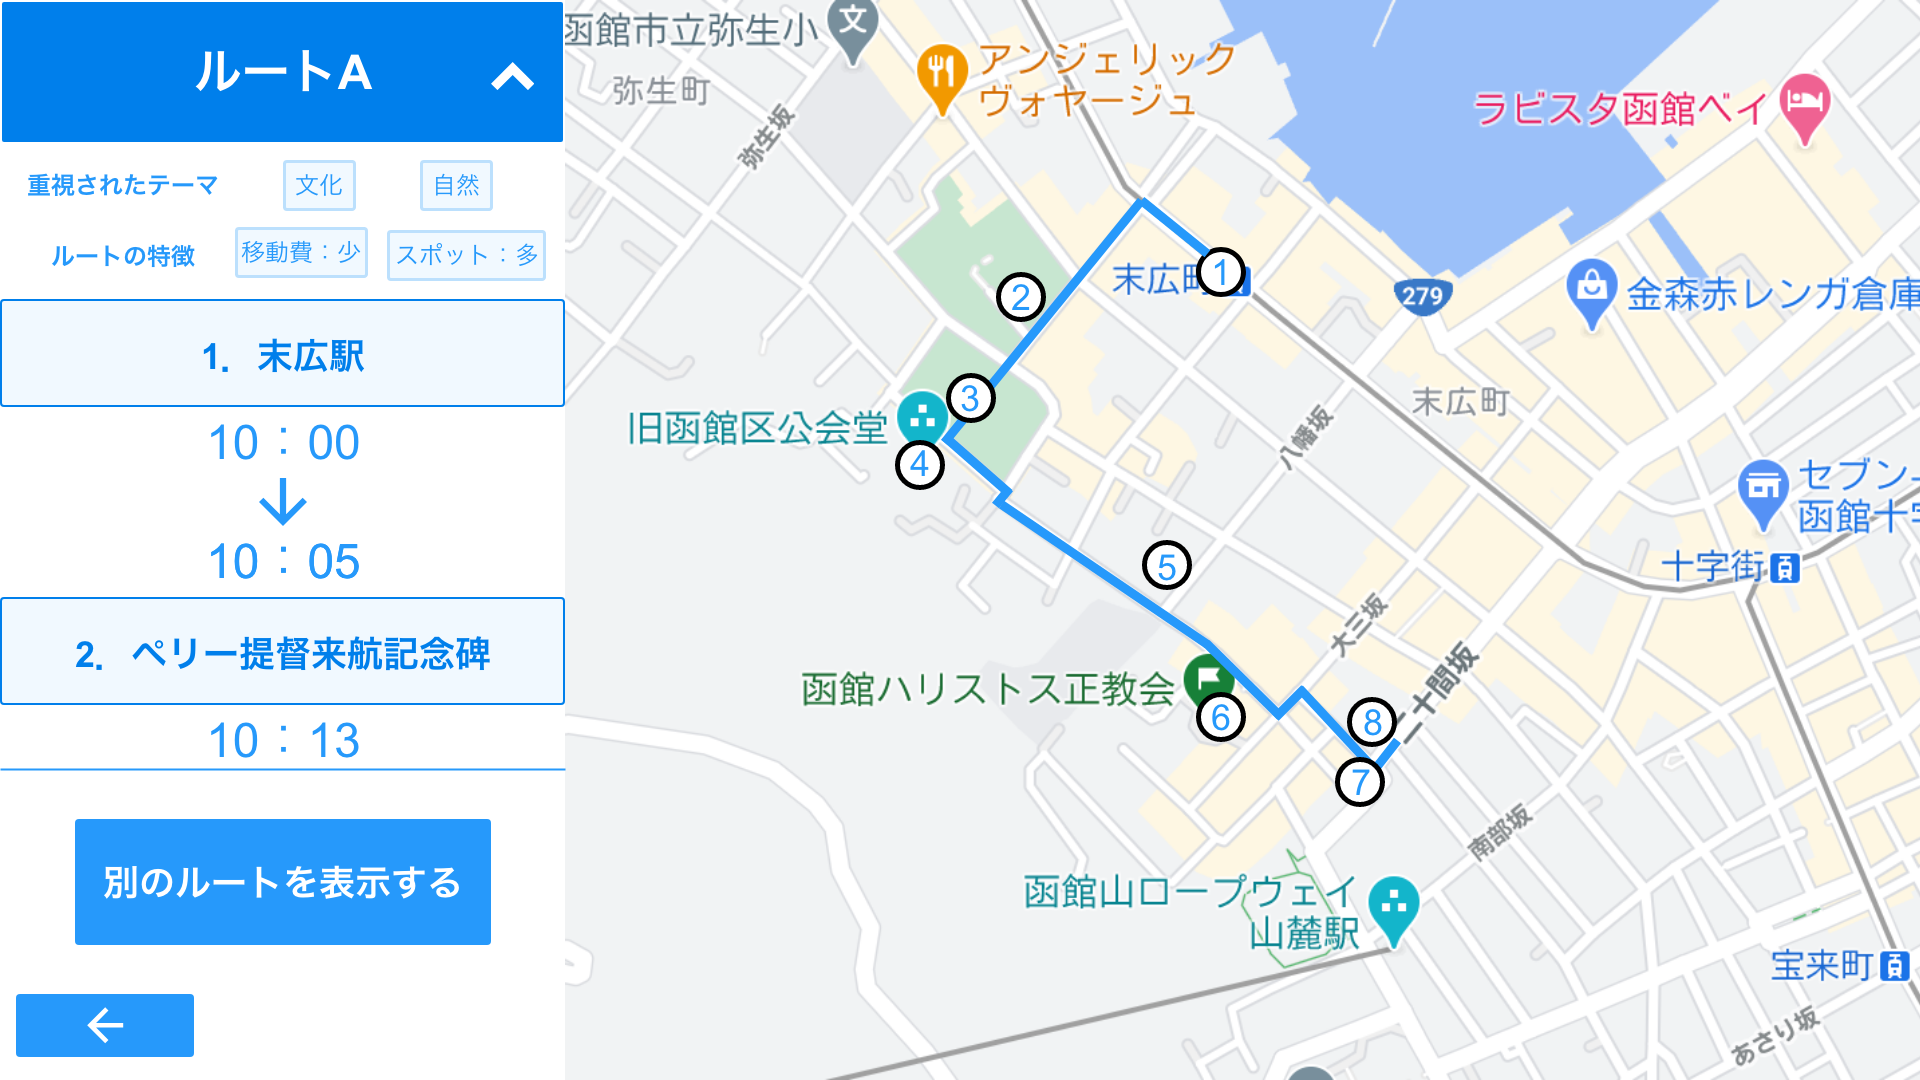 ルートA
重視されたテーマ
文化
自然
ルートの特徴
移動費：少
スポット：多
1. 末広駅
10：00
10：05
2. ペリー提督来航記念碑
10：13
別のルートを表示する
函館市立弥生小
文
弥生町
弥生坂
アンジェリック
ヴォヤージュ
ラビスタ函館ベイ
末広町
1
2
279
金森赤レンガ倉庫
3
旧函館区公会堂
4
末広町
八幡坂
セブン-
函館十字
十字街
5
大三坂
函館ハリストス正教会
6
二十間坂
8
7
南部坂
函館山ロープウェイ
山麓駅
宝来町
あさり坂